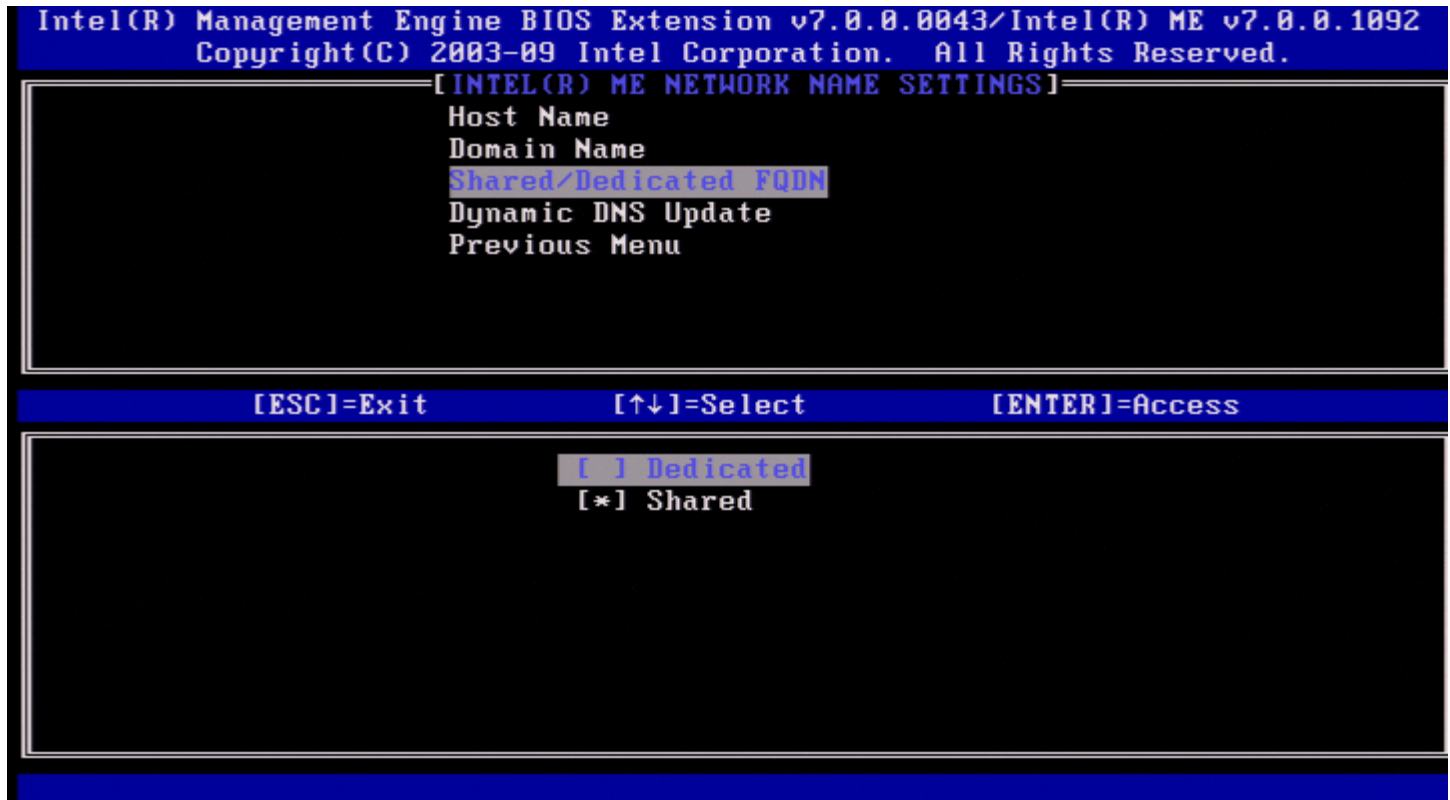 Intel(R) Management Engine BIOS Extension v7.0.0.0043/Intel(R) ME v7.0.0.1092
Copyright(C) 2003-09 Intel Corporation. All Rights Reserved.
[INTEL(R) ME NETWORK NAME SETTINGS]
Host Name
Domain Name
Shared/Dedicated FQDN
Dynamic DNS Update
Previous Menu
[ESC]=Exit [↑↓]=Select [ENTER]=Access
[ ] Dedicated
[*] Shared